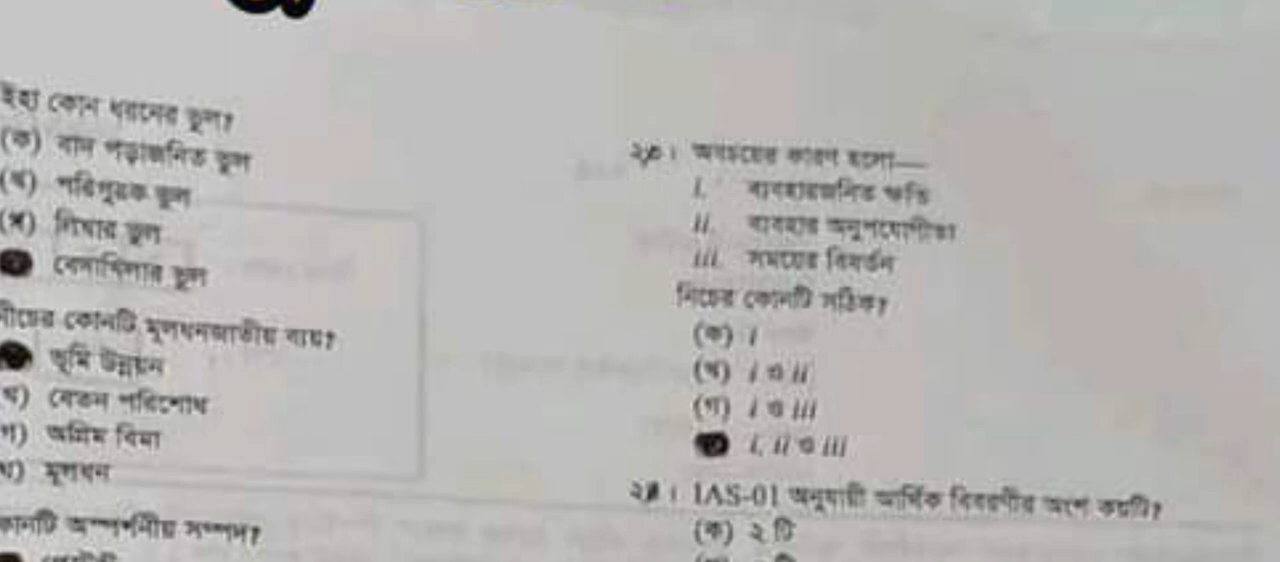 ইহা কোন ধরনের ভুল?
(ক) বাদ পড়াজনিত ভুল
(খ) পরিপূরক ভুল
(গ) লিখার ভুল
বেদাখিলার ভুল
নীচের কোনটি মূলধনজাতীয় ব্যয়?
ভূমি উন্নয়ন
খ) বেতন পরিশোধ
গ) অগ্রিম বিমা
ঘ) মূলধন
কোনটি অস্পর্শনীয় সম্পদ?
২৩। অবচয়ের কারণ হলো—
i. ব্যবহারজনিত ক্ষতি
ii. ব্যবহার অনুপযোগীতা
iii. সময়ের বিবর্তন
নিচের কোনটি সঠিক?
(ক) i
(খ) i ও ii
(গ) i ও iii
i, ii ও iii
২৪। IAS-01 অনুযায়ী আর্থিক বিবরণীর অংশ কয়টি?
(ক) ২ টি